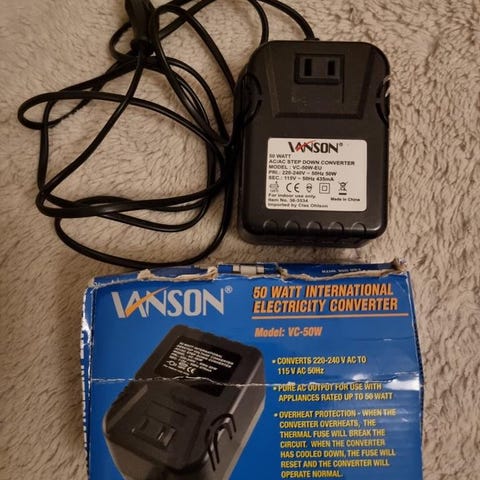 VANSON®
50 WATT
AC/AC STEP DOWN CONVERTER
MODEL : VC-50W-EU
PRI.: 220-240V ~ 50Hz 50W
SEC.: 115V ~ 50Hz 435mA
For indoor use only
Item No. 36-3534
Made in China
Imported by Clas Ohlson
VANSON®
50 WATT INTERNATIONAL
ELECTRICITY CONVERTER
Model: VC-50W
• CONVERTS 220-240 V AC TO
115 V AC 50Hz
• PURE AC OUTPUT FOR USE WITH
APPLIANCES RATED UP TO 50 WATT
• OVERHEAT PROTECTION - WHEN THE
CONVERTER OVERHEATS, THE
THERMAL FUSE WILL BREAK THE
CIRCUIT. WHEN THE CONVERTER
HAS COOLED DOWN, THE FUSE WILL
RESET AND THE CONVERTER WILL
OPERATE NORMAL.